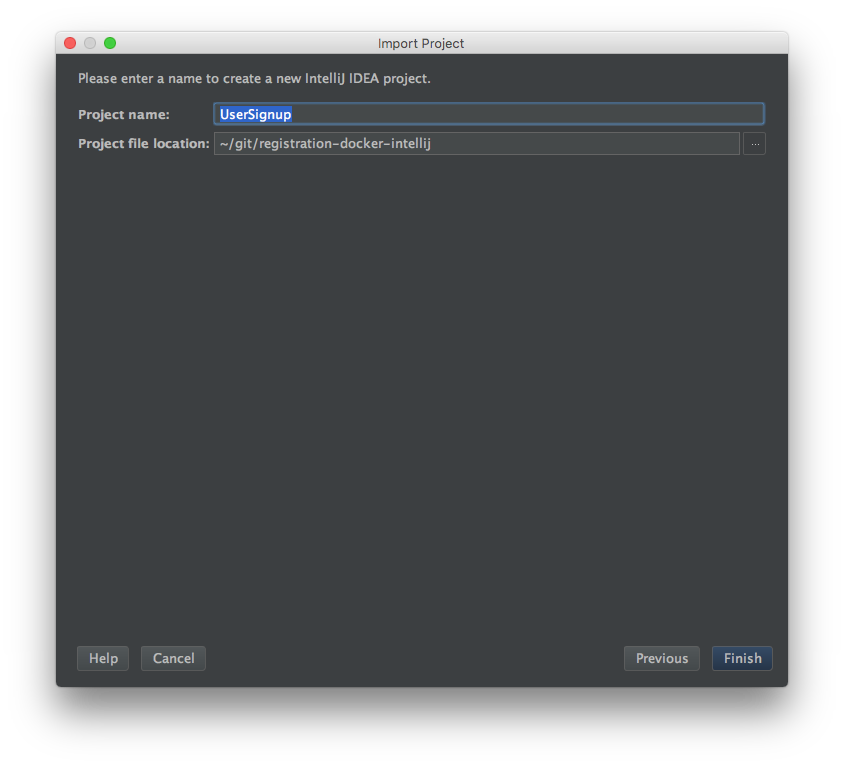 Import Project
Please enter a name to create a new IntelliJ IDEA project.
Project name: UserSignup
Project file location: ~/git/registration-docker-intellij ...
Help Cancel Previous Finish